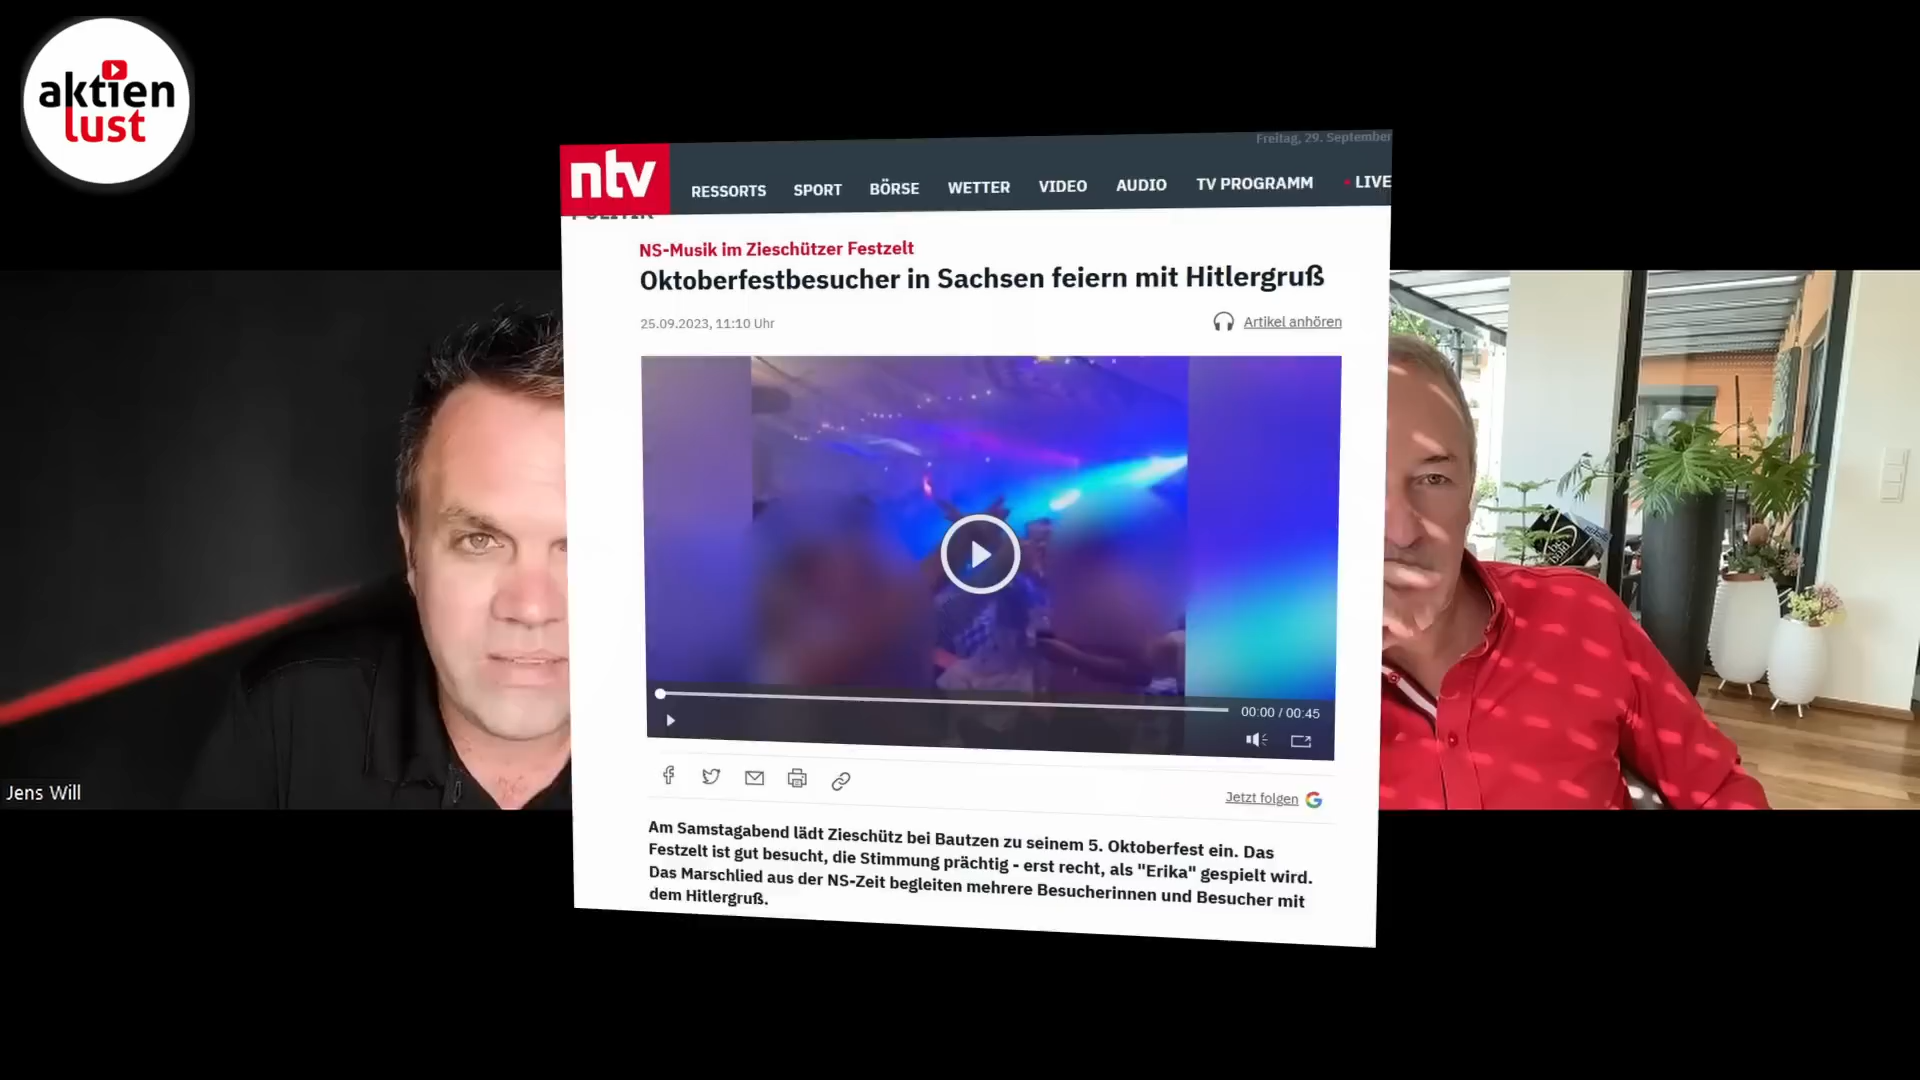 aktien
lust
Freitag, 29. September
ntv
RESSORTS SPORT BÖRSE WETTER VIDEO AUDIO TV PROGRAMM LIVE
POLITIK
NS-Musik im Zieschützer Festzelt
Oktoberfestbesucher in Sachsen feiern mit Hitlergruß
25.09.2023, 11:10 Uhr
Artikel anhören
00:00 / 00:45
Jens Will
Jetzt folgen
Am Samstagabend lädt Zieschütz bei Bautzen zu seinem 5. Oktoberfest ein. Das
Festzelt ist gut besucht, die Stimmung prächtig - erst recht, als "Erika" gespielt wird.
Das Marschlied aus der NS-Zeit begleiten mehrere Besucherinnen und Besucher mit
dem Hitlergruß.